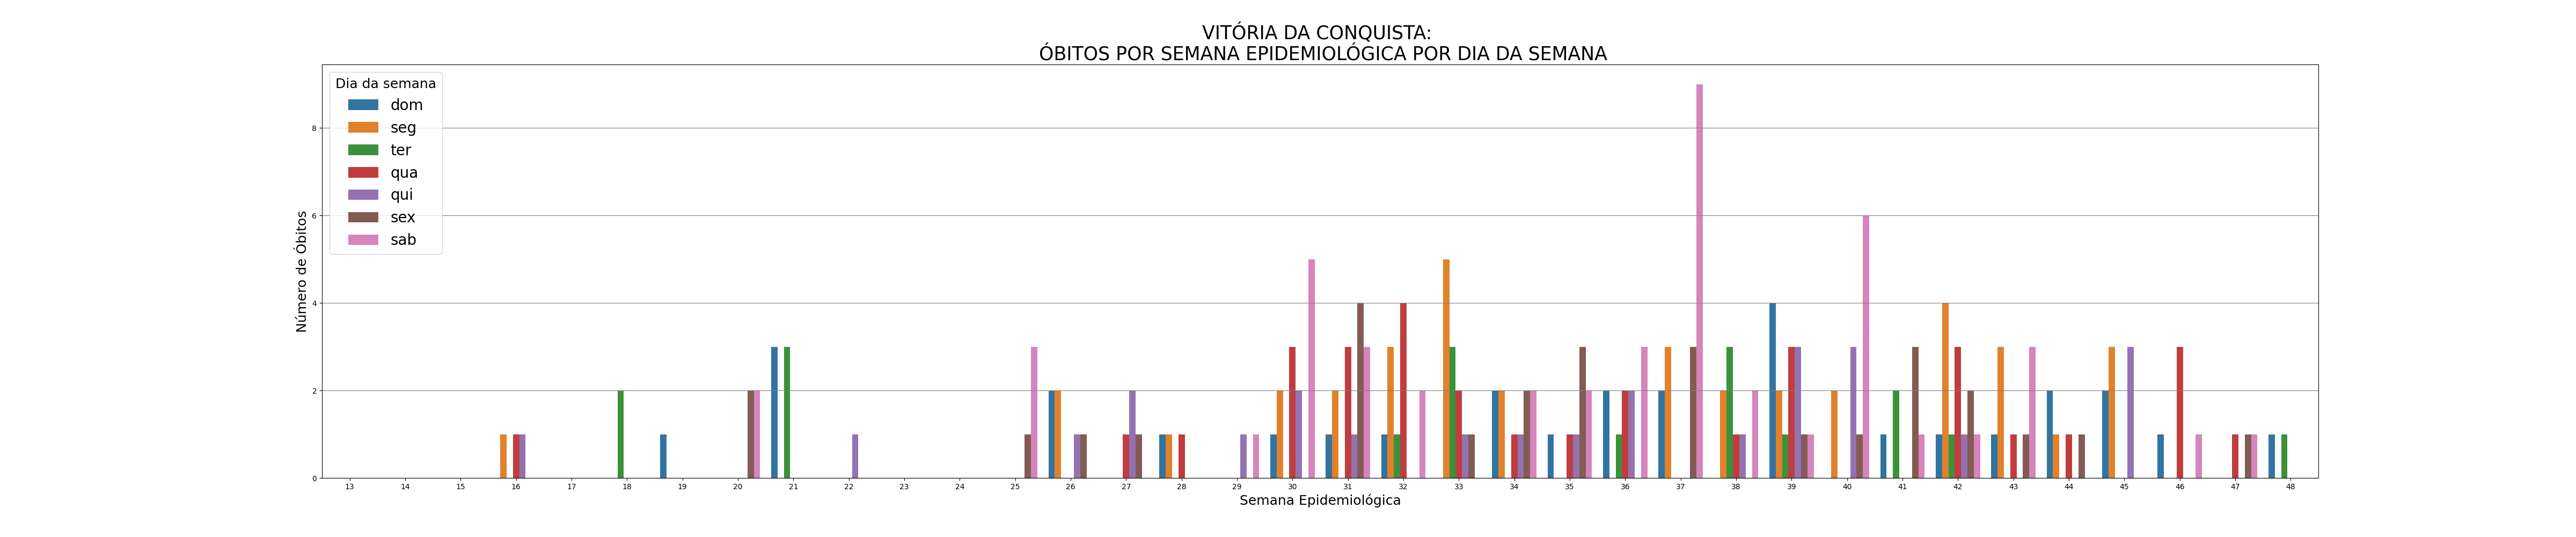 VITÓRIA DA CONQUISTA:
ÓBITOS POR SEMANA EPIDEMIOLÓGICA POR DIA DA SEMANA
Dia da semana
dom
seg
ter
qua
qui
sex
sab
Número de Óbitos
8
6
4
2
0
13 14 15 16 17 18 19 20 21 22 23 24 25 26 27 28 29 30 31 32 33 34 35 36 37 38 39 40 41 42 43 44 45 46 47 48
Semana Epidemiológica